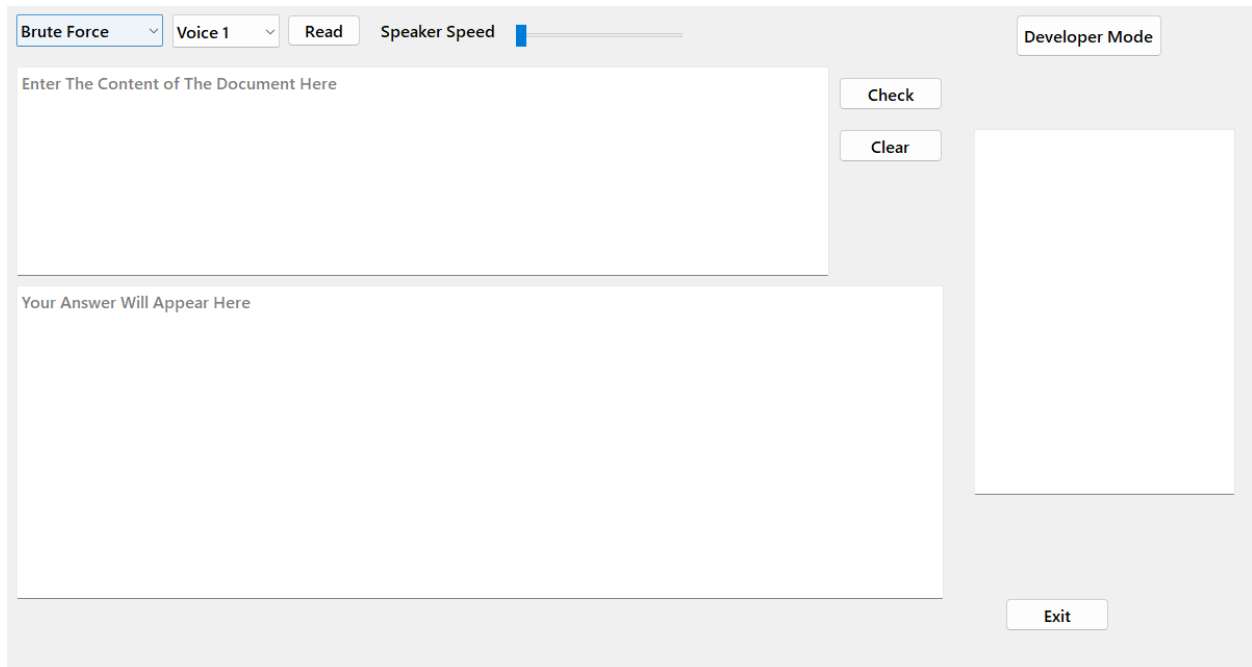 Brute Force Voice 1 Read Speaker Speed Developer Mode
Enter The Content of The Document Here
Check
Clear
Your Answer Will Appear Here
Exit